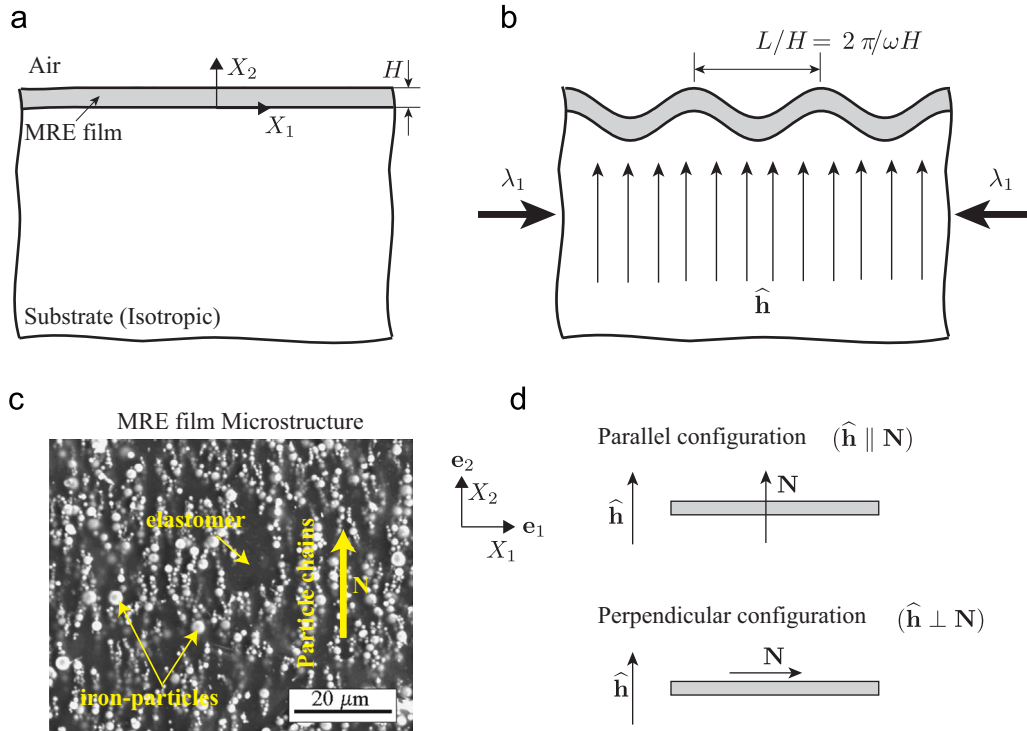 a
Air
X₂
H
MRE film
X₁
Substrate (Isotropic)
b
L/H = 2 π/ωH
λ₁
λ₁
ĥ
c
MRE film Microstructure
elastomer
Particle chains
N
iron-particles
20 μm
e₂
X₂
e₁
X₁
d
Parallel configuration (ĥ ∥ N)
N
ĥ
Perpendicular configuration (ĥ ⊥ N)
N
ĥ